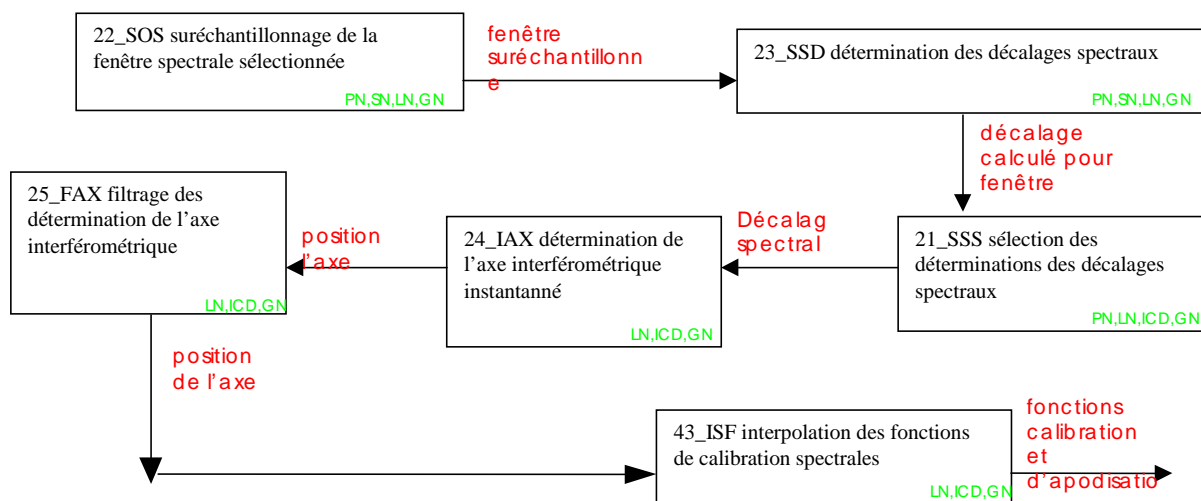 22_SOS suréchantillonnage de la
fenêtre spectrale sélectionnée
PN,SN,LN,GN
fenêtre
suréchantillonn
e
23_SSD détermination des décalages spectraux
PN,SN,LN,GN
décalage
calculé pour
fenêtre
21_SSS sélection des
déterminations des décalages
spectraux
PN,LN,ICD,GN
Décalag
spectral
24_IAX détermination de
l’axe interférométrique
instantanné
LN,ICD,GN
position
l’axe
25_FAX filtrage des
détermination de l’axe
interférométrique
LN,ICD,GN
position
de l’axe
43_ISF interpolation des fonctions
de calibration spectrales
LN,ICD,GN
fonctions
calibration
et
d’apodisatio